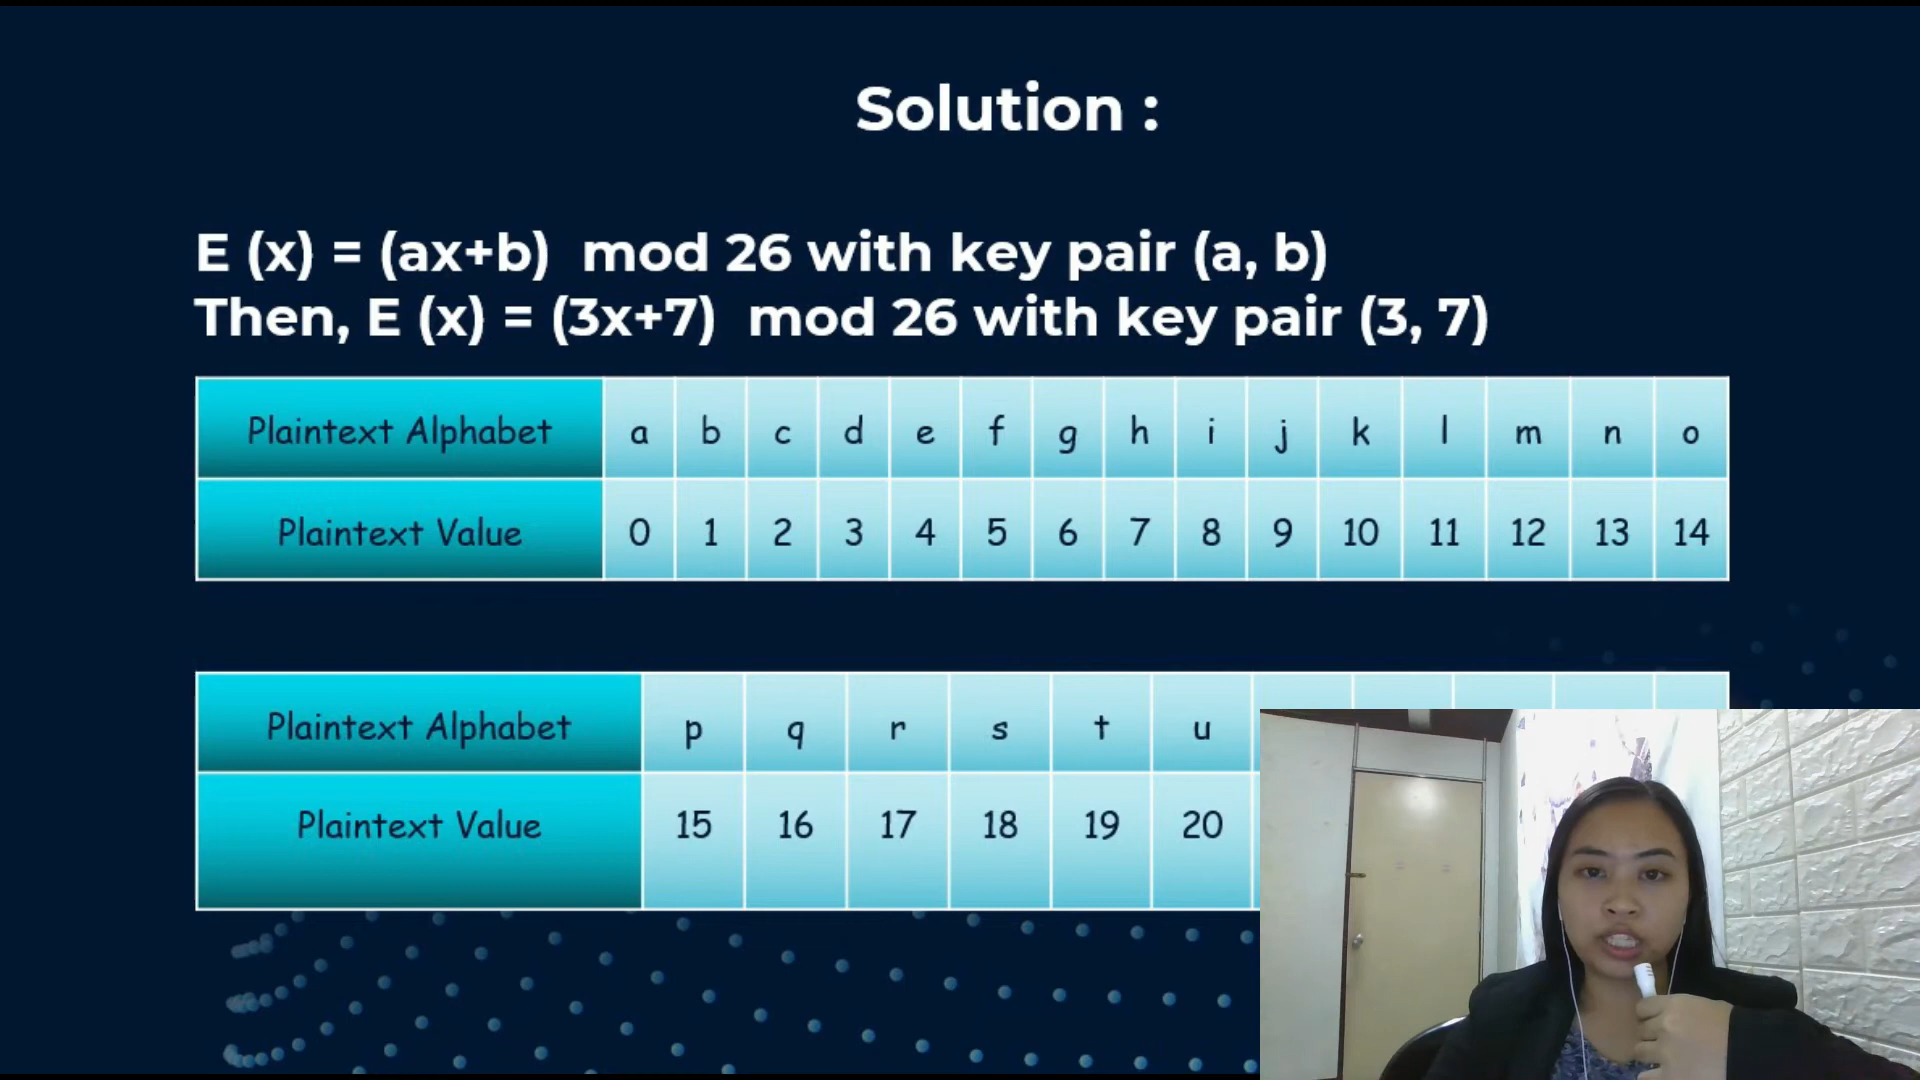 Solution :
E (x) = (ax+b) mod 26 with key pair (a, b)
Then, E (x) = (3x+7) mod 26 with key pair (3, 7)
Plaintext Alphabet a b c d e f g h i j k l m n o
Plaintext Value 0 1 2 3 4 5 6 7 8 9 10 11 12 13 14
Plaintext Alphabet p q r s t u
Plaintext Value 15 16 17 18 19 20